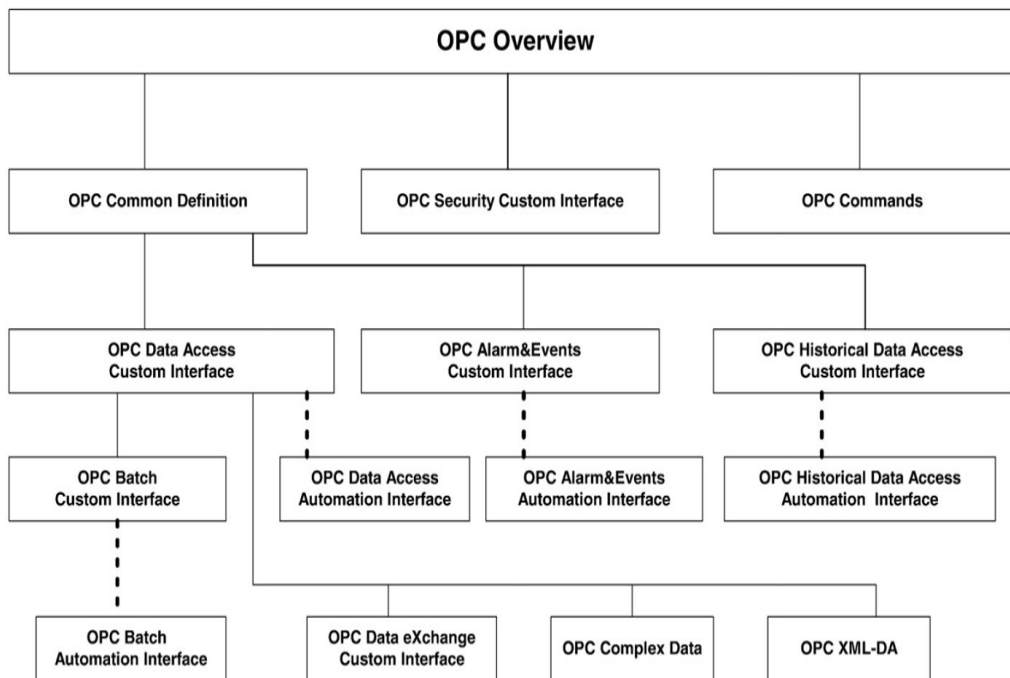 OPC Overview
OPC Common Definition
OPC Security Custom Interface
OPC Commands
OPC Data Access
Custom Interface
OPC Alarm&Events
Custom Interface
OPC Historical Data Access
Custom Interface
OPC Batch
Custom Interface
OPC Data Access
Automation Interface
OPC Alarm&Events
Automation Interface
OPC Historical Data Access
Automation Interface
OPC Batch
Automation Interface
OPC Data eXchange
Custom Interface
OPC Complex Data
OPC XML-DA